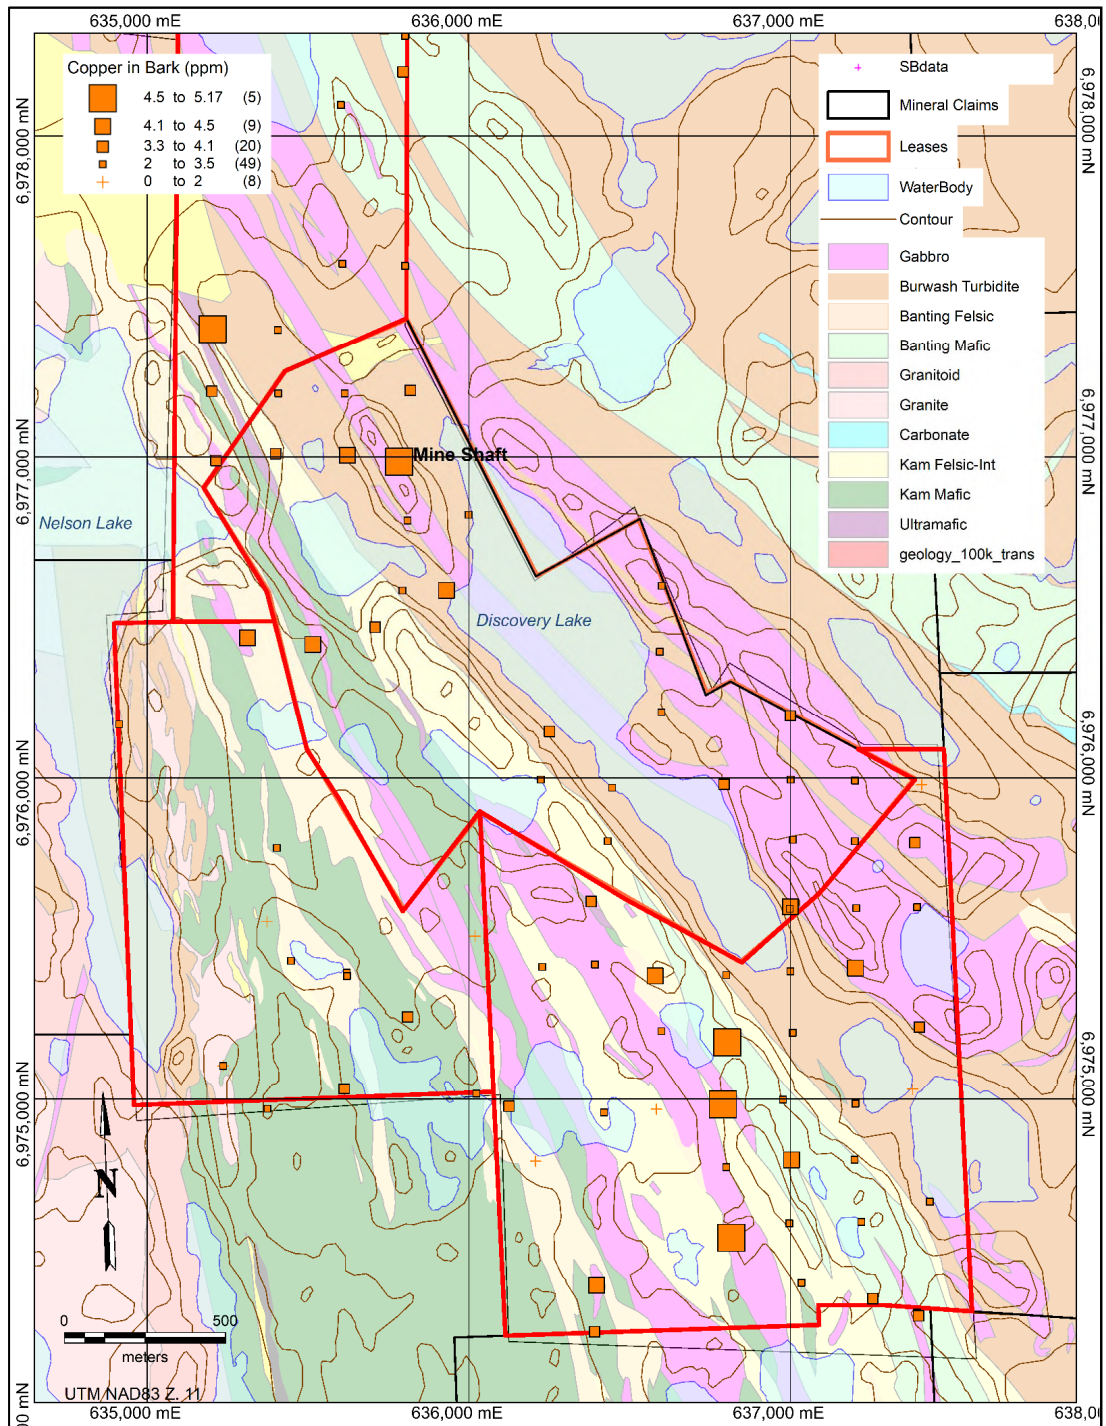 635,000 mE
636,000 mE
637,000 mE
638,0
Copper in Bark (ppm)
4.5 to 5.17 (5)
4.1 to 4.5 (9)
3.3 to 4.1 (20)
2 to 3.5 (49)
0 to 2 (8)
SBdata
Mineral Claims
Leases
WaterBody
Contour
Gabbro
Burwash Turbidite
Banting Felsic
Banting Mafic
Granitoid
Granite
Carbonate
Kam Felsic-Int
Kam Mafic
Ultramafic
geology_100k_trans
6,978,000 mN
6,978,000 mN
6,977,000 mN
6,977,000 mN
Mine Shaft
Nelson Lake
Discovery Lake
6,976,000 mN
6,976,000 mN
6,975,000 mN
6,975,000 mN
N
0 500
meters
UTM NAD83 Z. 11
00 mN
635,000 mE
636,000 mE
637,000 mE
638,0